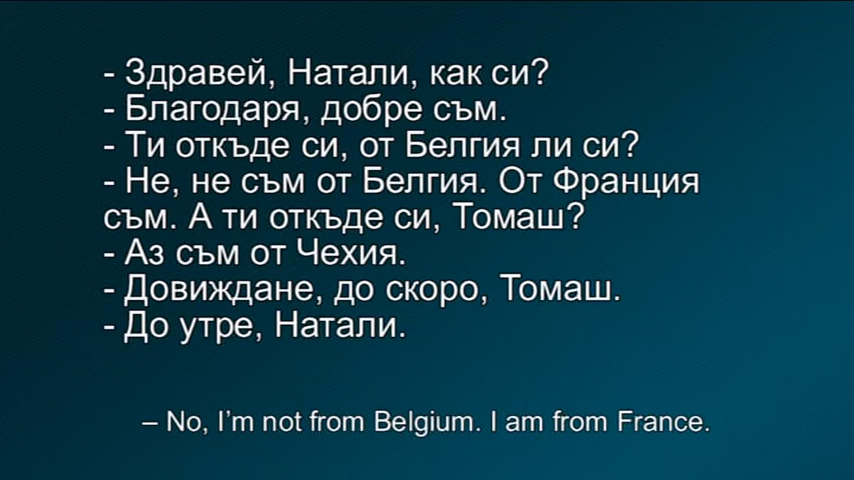 - Здравей, Натали, как си?
- Благодаря, добре съм.
- Ти откъде си, от Белгия ли си?
- Не, не съм от Белгия. От Франция
съм. А ти откъде си, Томаш?
- Аз съм от Чехия.
- Довиждане, до скоро, Томаш.
- До утре, Натали.
– No, I’m not from Belgium. I am from France.